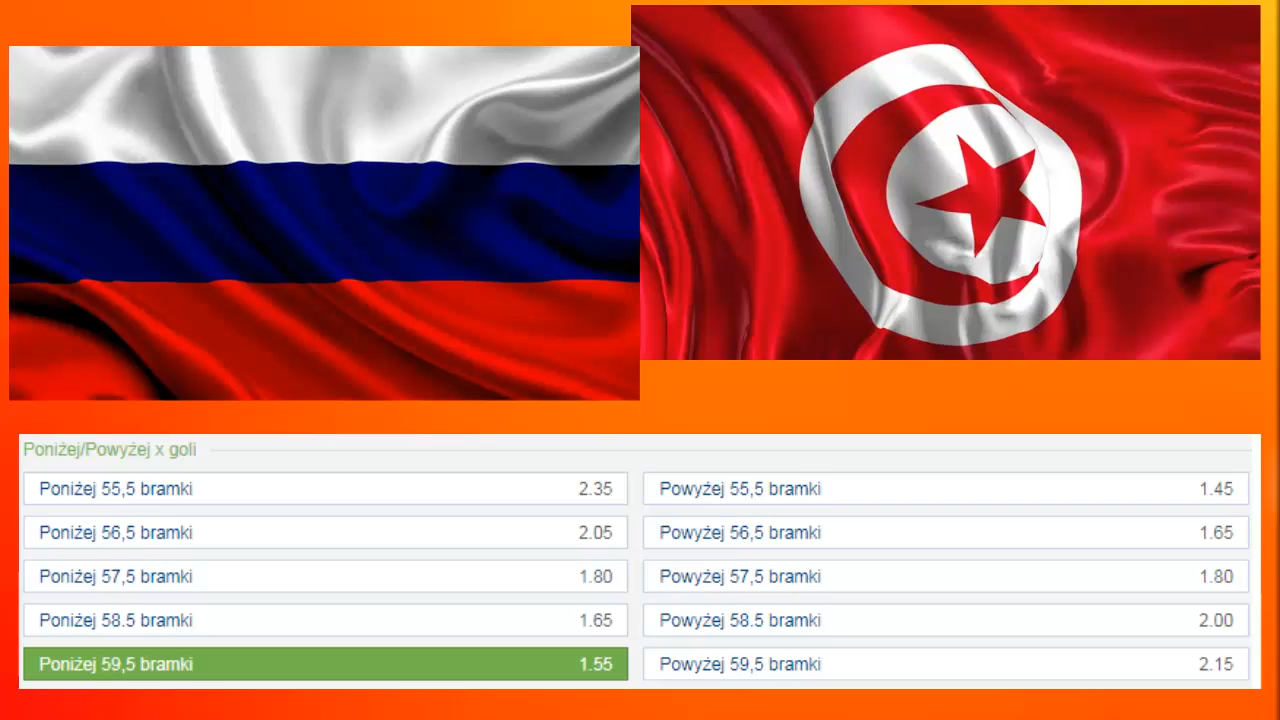 Poniżej/Powyżej x goli
Poniżej 55,5 bramki 2.35 Powyżej 55,5 bramki 1.45
Poniżej 56,5 bramki 2.05 Powyżej 56,5 bramki 1.65
Poniżej 57,5 bramki 1.80 Powyżej 57,5 bramki 1.80
Poniżej 58.5 bramki 1.65 Powyżej 58.5 bramki 2.00
Poniżej 59,5 bramki 1.55 Powyżej 59,5 bramki 2.15